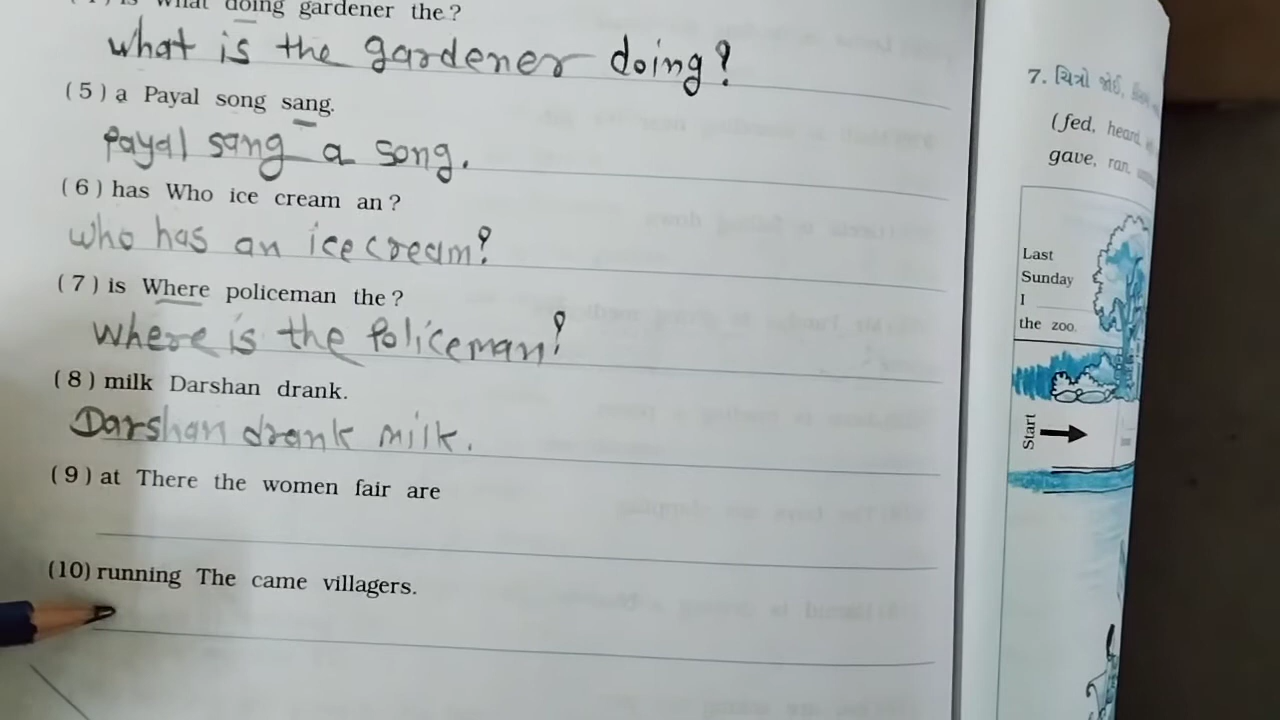 is What doing gardener the?
what is the gardener doing?
(5) a Payal song sang.
Payal sang a song.
(6) has Who ice cream an?
who has an icecream?
(7) is Where policeman the?
where is the policeman?
(8) milk Darshan drank.
Darshan drank milk.
(9) at There the women fair are
(10) running The came villagers.
7. ચિત્રો જોઈ,
(fed, heard,
gave, ran,
Last
Sunday
I
the zoo.
Start